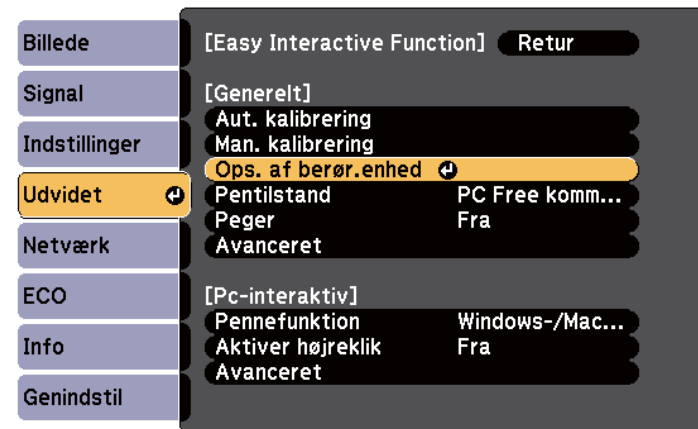 Billede
Signal
Indstillinger
Udvidet
Netværk
ECO
Info
Genindstil
[Easy Interactive Function] Retur
[Generelt]
Aut. kalibrering
Man. kalibrering
Ops. af berør.enhed
Pentilstand PC Free komm...
Peger Fra
Avanceret
[Pc-interaktiv]
Pennefunktion Windows-/Mac...
Aktiver højreklik Fra
Avanceret